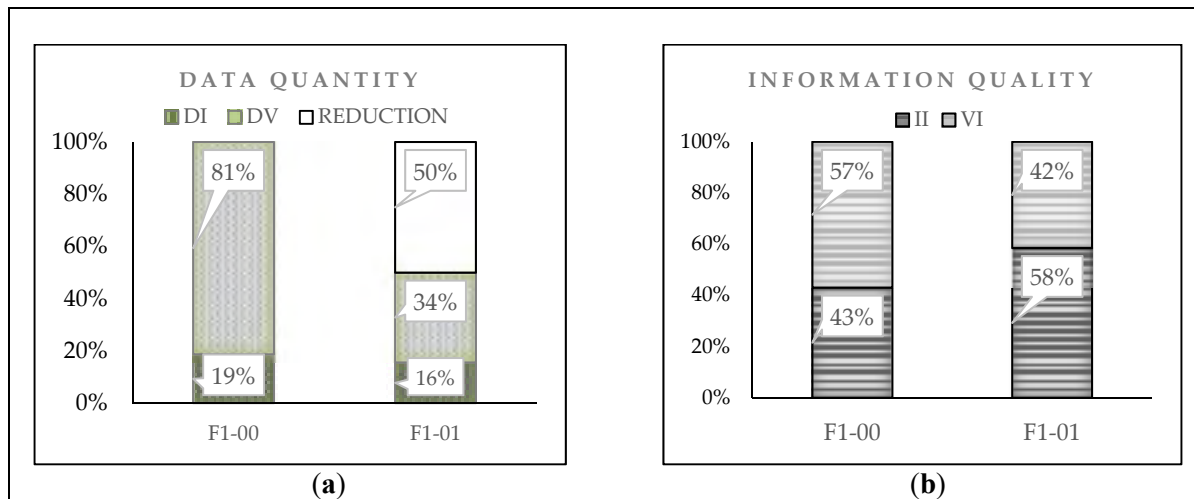 DATA QUANTITY
DI DV REDUCTION
100%
80%
60%
40%
20%
0%
81%
19%
50%
34%
16%
F1-00 F1-01
(a)
INFORMATION QUALITY
II VI
100%
80%
60%
40%
20%
0%
57%
43%
42%
58%
F1-00 F1-01
(b)